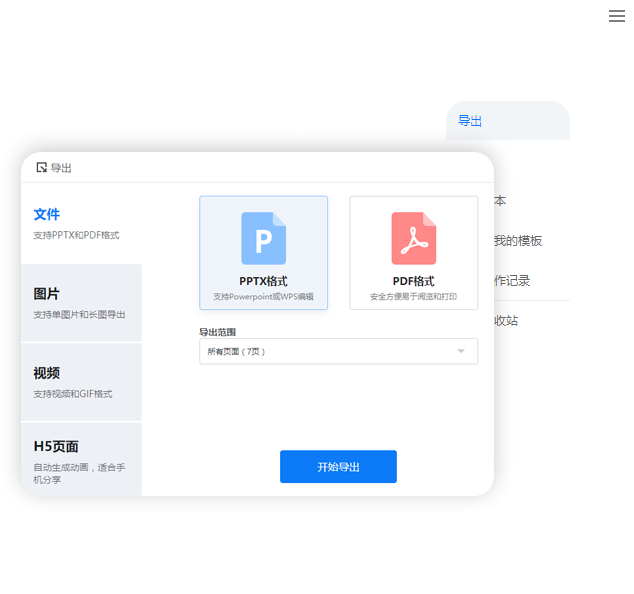 导出
导出
文件
支持PPTX和PDF格式
图片
支持单图片和长图导出
视频
支持视频和GIF格式
H5页面
自动生成动画，适合手
机分享
P
PPTX格式
支持Powerpoint或WPS编辑
PDF格式
安全方便易于阅览和打印
导出范围
所有页面（7页）
开始导出
本
我的模板
作记录
收站